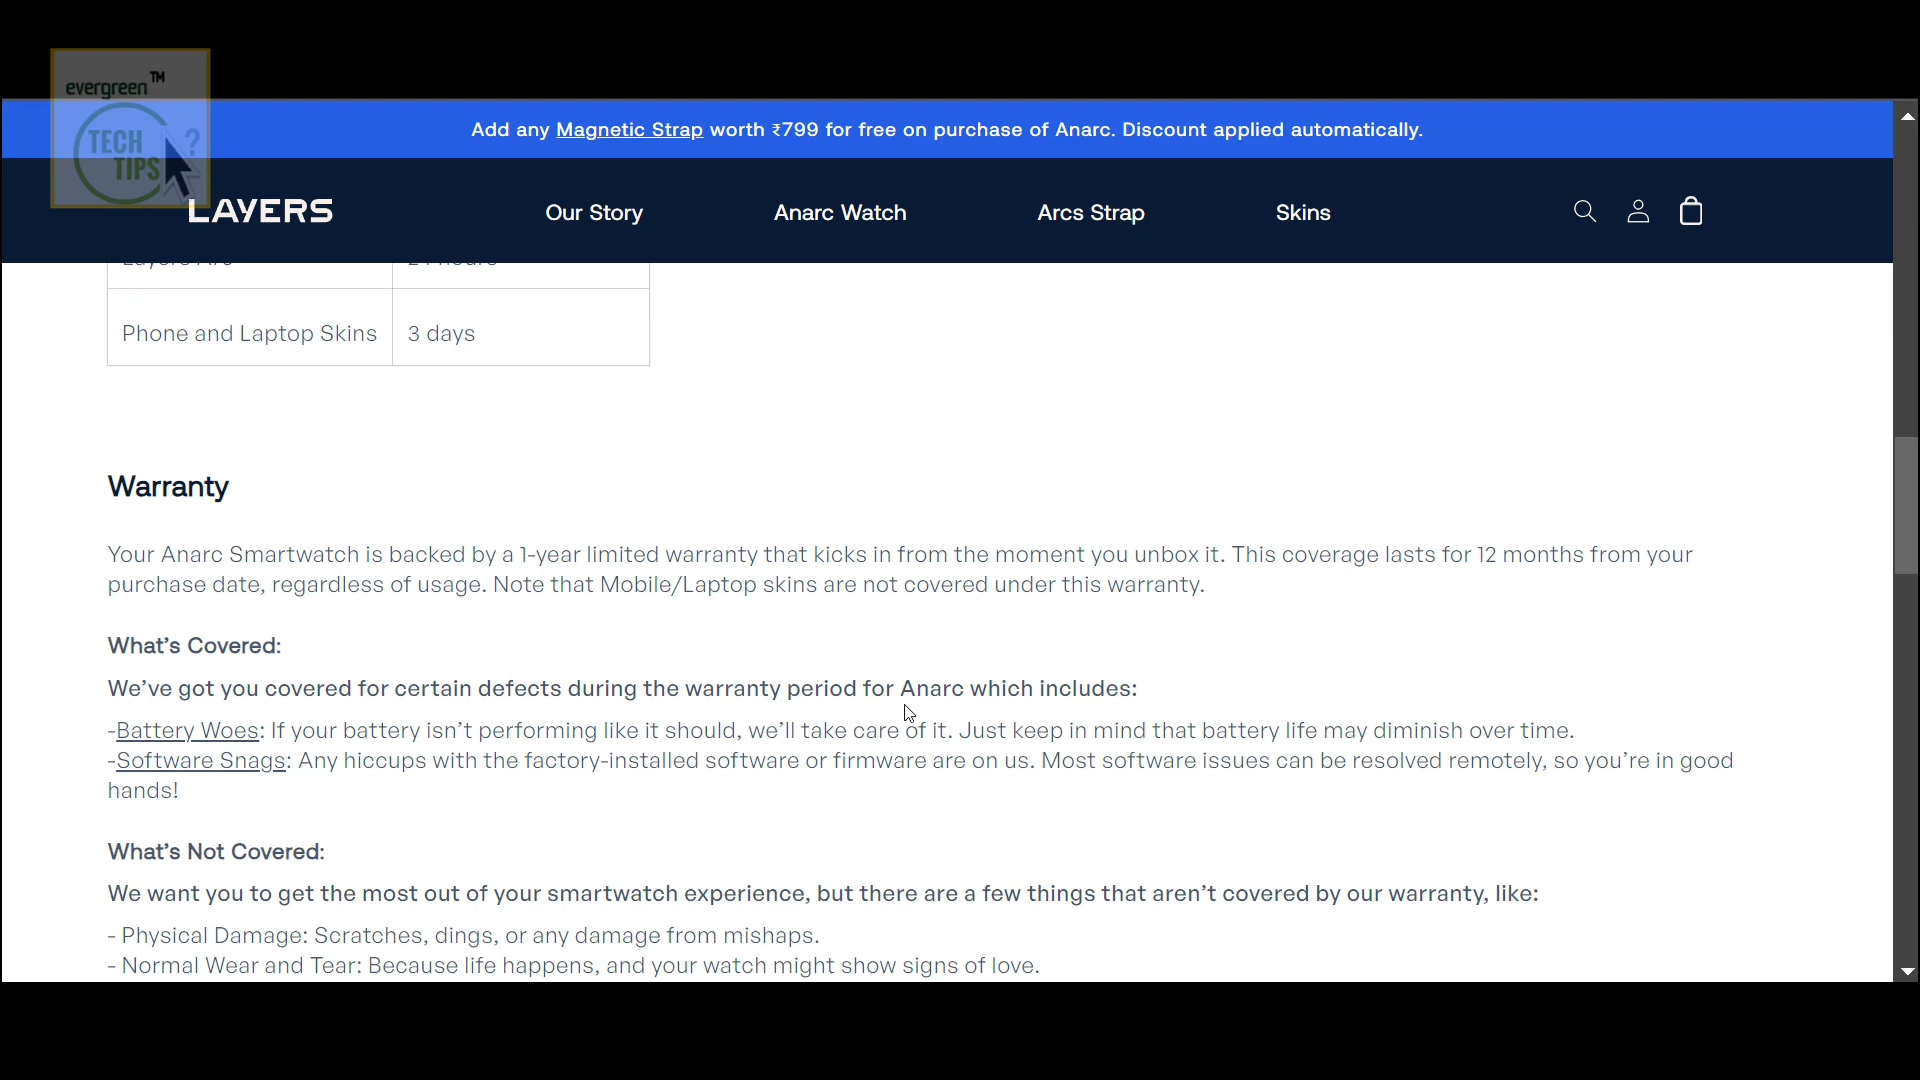 evergreen™
TECH
TIPS
?
Add any Magnetic Strap worth ₹799 for free on purchase of Anarc. Discount applied automatically.
LAYERS
Our Story
Anarc Watch
Arcs Strap
Skins
Phone and Laptop Skins
3 days
Warranty
Your Anarc Smartwatch is backed by a 1-year limited warranty that kicks in from the moment you unbox it. This coverage lasts for 12 months from your
purchase date, regardless of usage. Note that Mobile/Laptop skins are not covered under this warranty.
What’s Covered:
We’ve got you covered for certain defects during the warranty period for Anarc which includes:
-Battery Woes: If your battery isn’t performing like it should, we’ll take care of it. Just keep in mind that battery life may diminish over time.
-Software Snags: Any hiccups with the factory-installed software or firmware are on us. Most software issues can be resolved remotely, so you’re in good
hands!
What’s Not Covered:
We want you to get the most out of your smartwatch experience, but there are a few things that aren’t covered by our warranty, like:
- Physical Damage: Scratches, dings, or any damage from mishaps.
- Normal Wear and Tear: Because life happens, and your watch might show signs of love.